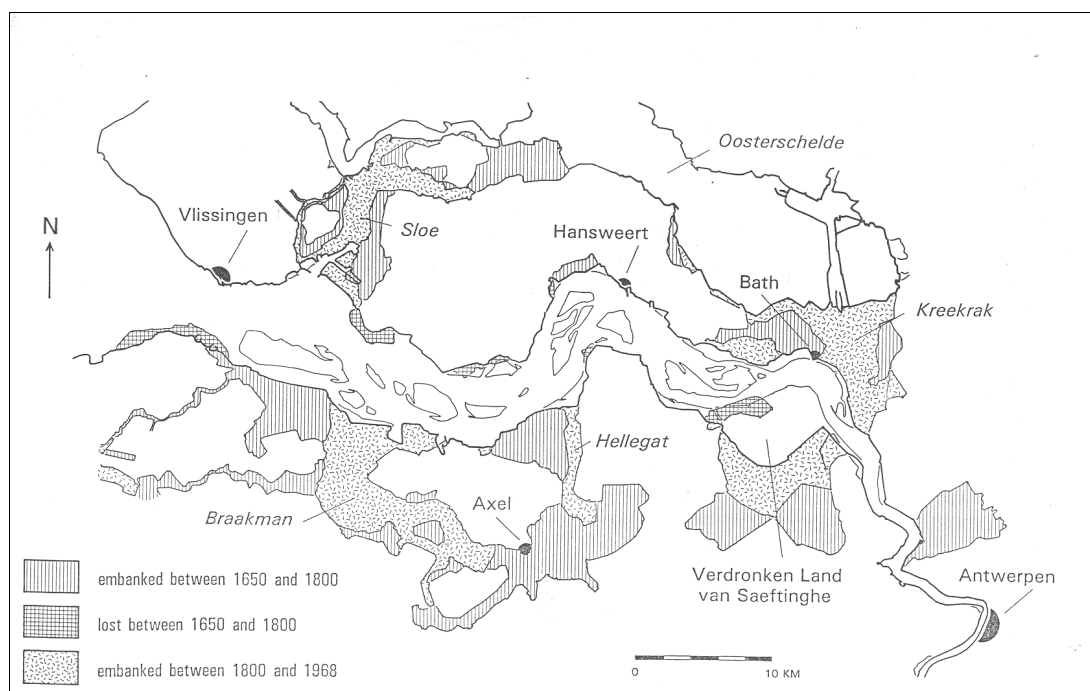 Oosterschelde
N
Vlissingen
Sloe
Hansweert
Bath
Kreekrak
Hellegat
Braakman
Axel
Verdronken Land
van Saeftinghe
Antwerpen
embanked between 1650 and 1800
lost between 1650 and 1800
embanked between 1800 and 1968
0 10 KM